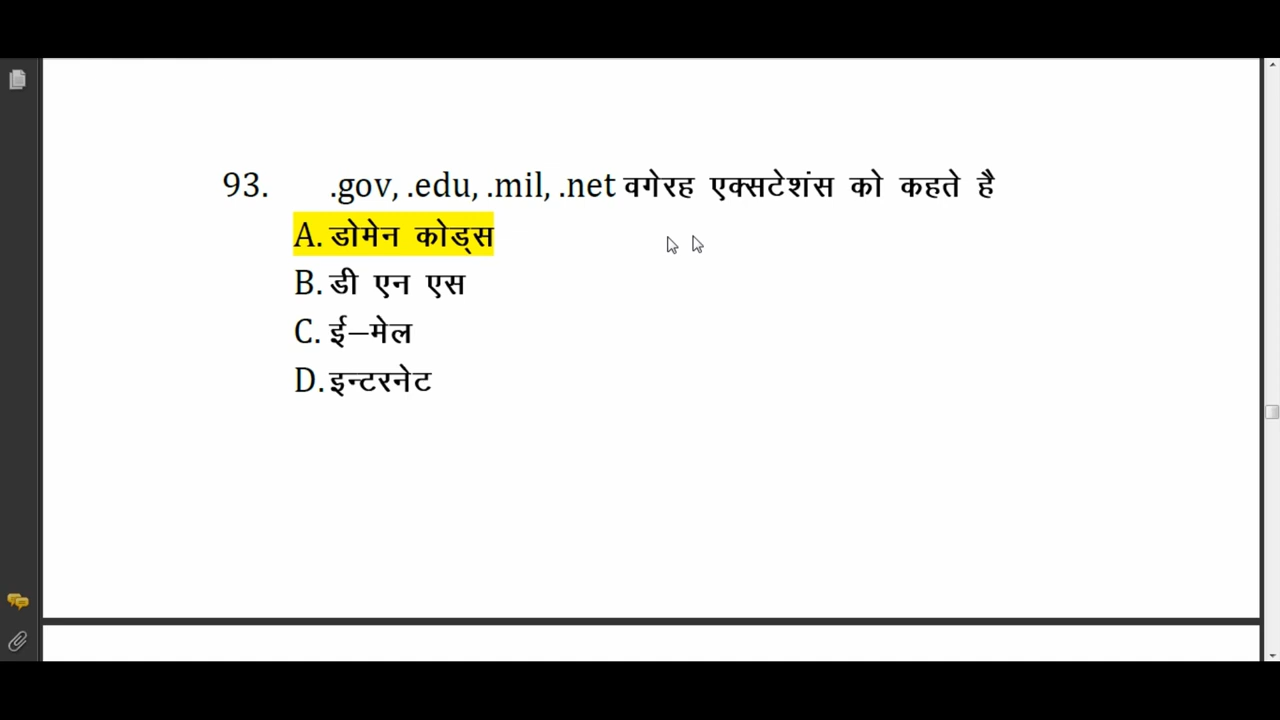 93. .gov, .edu, .mil, .net वगेरह एक्सटेशंस को कहते है
A. डोमेन कोड्स
B. डी एन एस
C. ई–मेल
D. इन्टरनेट